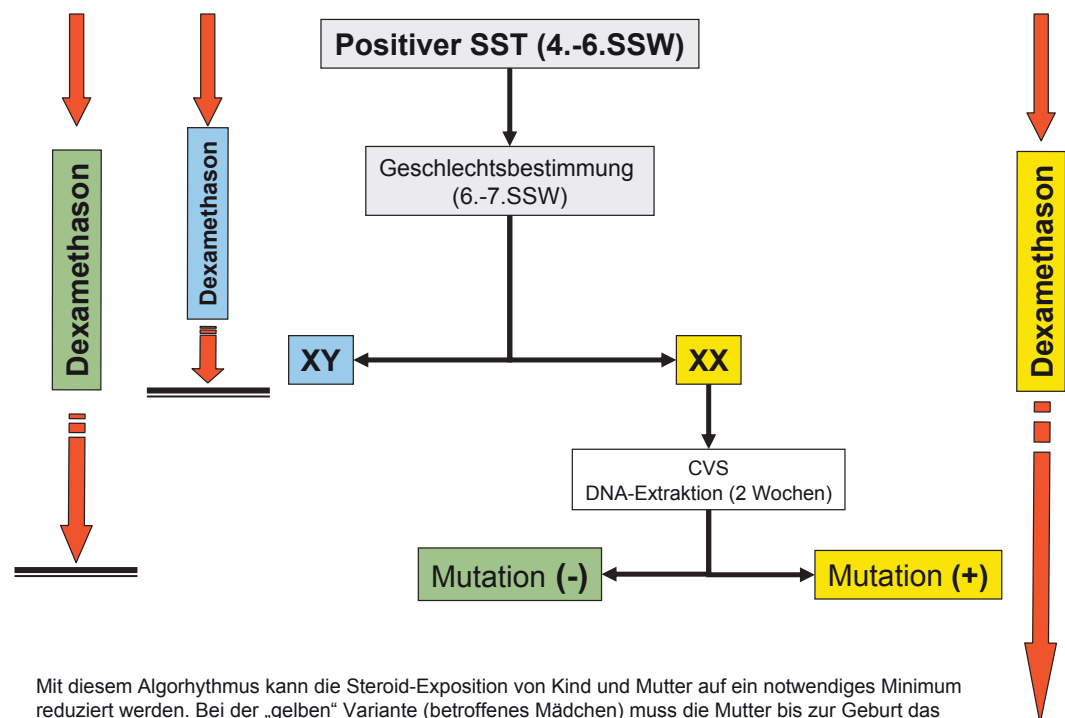 Positiver SST (4.-6.SSW)
Dexamethason
Dexamethason
Geschlechtsbestimmung
(6.-7.SSW)
Dexamethason
XY
XX
CVS
DNA-Extraktion (2 Wochen)
Mutation (-)
Mutation (+)
Mit diesem Algorhythmus kann die Steroid-Exposition von Kind und Mutter auf ein notwendiges Minimum
reduziert werden. Bei der „gelben“ Variante (betroffenes Mädchen) muss die Mutter bis zur Geburt das